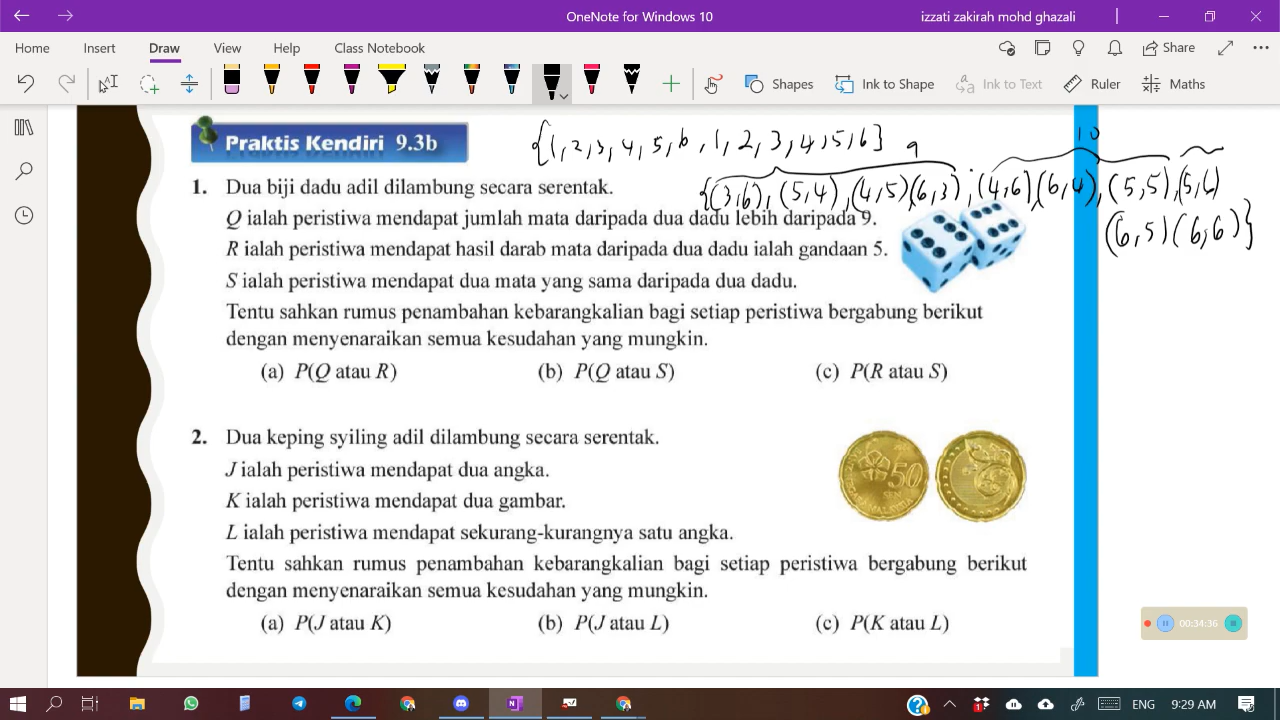 OneNote for Windows 10
izzati zakirah mohd ghazali
Home Insert Draw View Help Class Notebook Share
Shapes Ink to Shape Ink to Text Ruler Maths
Praktis Kendiri 9.3b
{1, 2, 3, 4, 5, 6, 1, 2, 3, 4, 5, 6}
9
10
{(3,6), (5,4), (4,5)(6,3), (4,6)(6,4), (5,5), (5,6)
(6,5)(6,6)}
1. Dua biji dadu adil dilambung secara serentak.
Q ialah peristiwa mendapat jumlah mata daripada dua dadu lebih daripada 9.
R ialah peristiwa mendapat hasil darab mata daripada dua dadu ialah gandaan 5.
S ialah peristiwa mendapat dua mata yang sama daripada dua dadu.
Tentu sahkan rumus penambahan kebarangkalian bagi setiap peristiwa bergabung berikut
dengan menyenaraikan semua kesudahan yang mungkin.
(a) P(Q atau R) (b) P(Q atau S) (c) P(R atau S)
2. Dua keping syiling adil dilambung secara serentak.
J ialah peristiwa mendapat dua angka.
K ialah peristiwa mendapat dua gambar.
L ialah peristiwa mendapat sekurang-kurangnya satu angka.
Tentu sahkan rumus penambahan kebarangkalian bagi setiap peristiwa bergabung berikut
dengan menyenaraikan semua kesudahan yang mungkin.
(a) P(J atau K) (b) P(J atau L) (c) P(K atau L)
50
00:34:36
ENG 9:29 AM